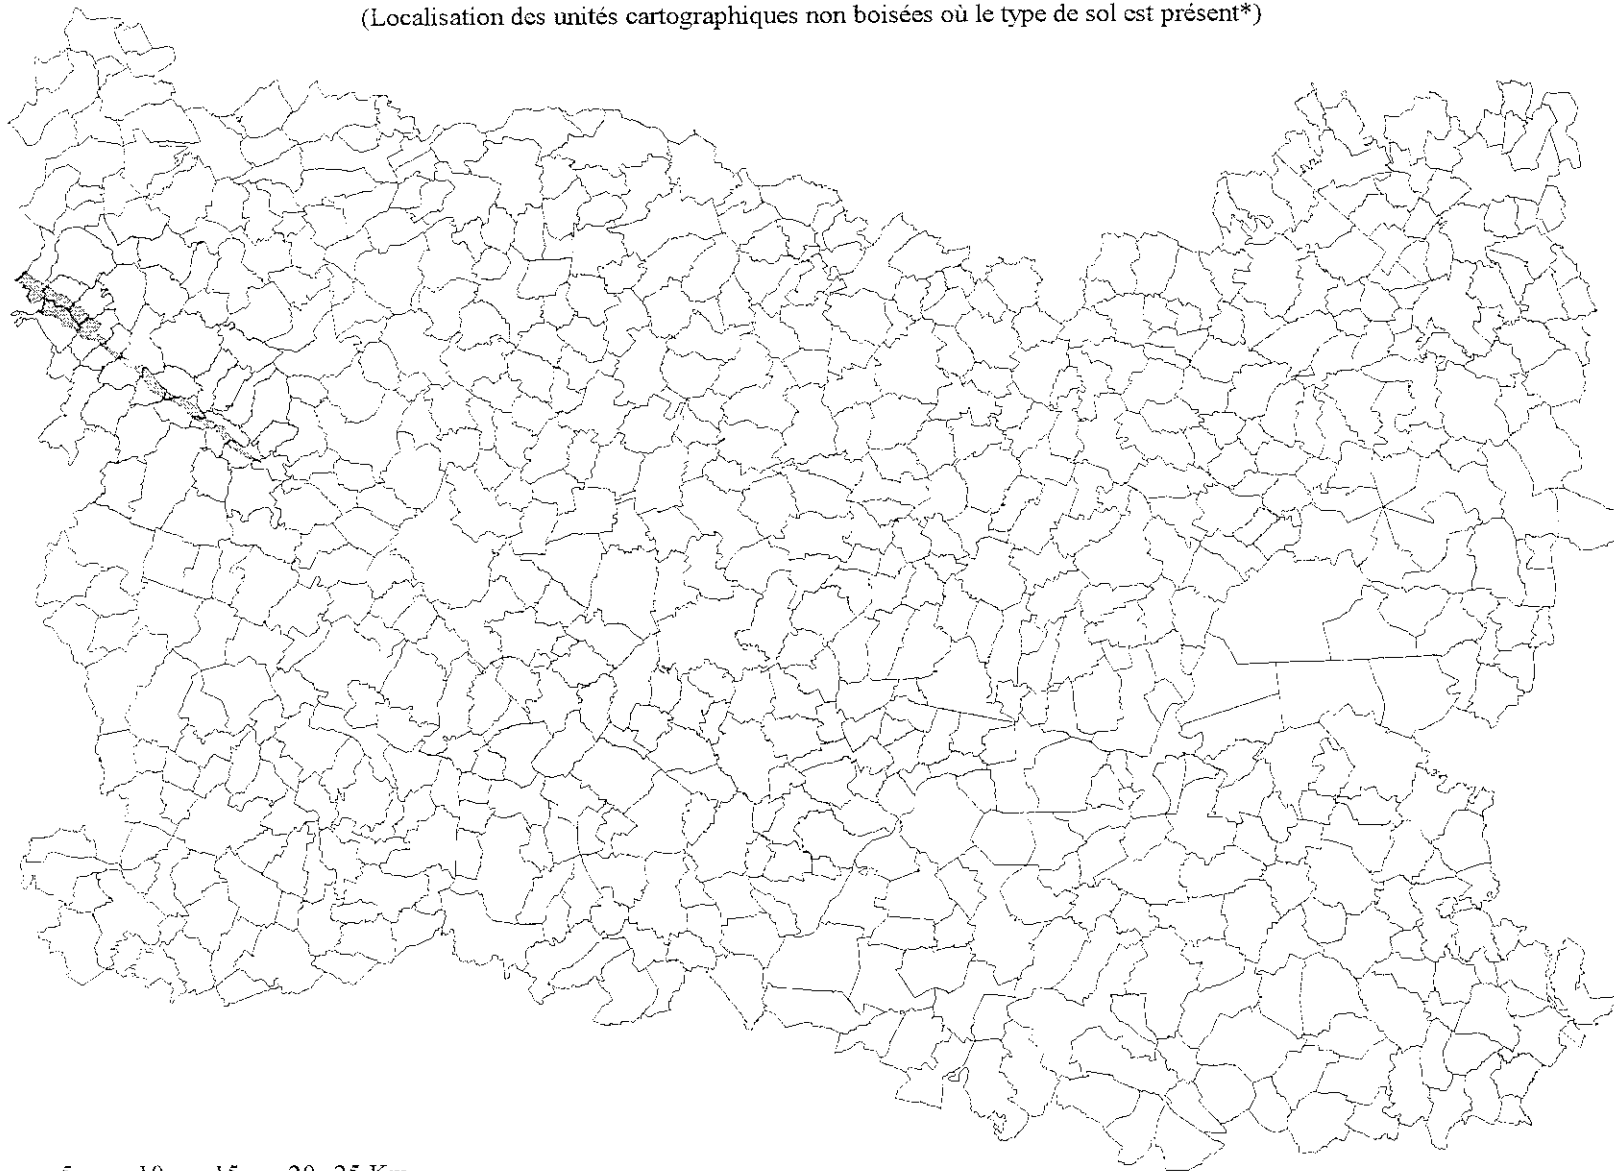 (Localisation des unités cartographiques non boisées où le type de sol est présent*)
5 10 15 20 25 Km